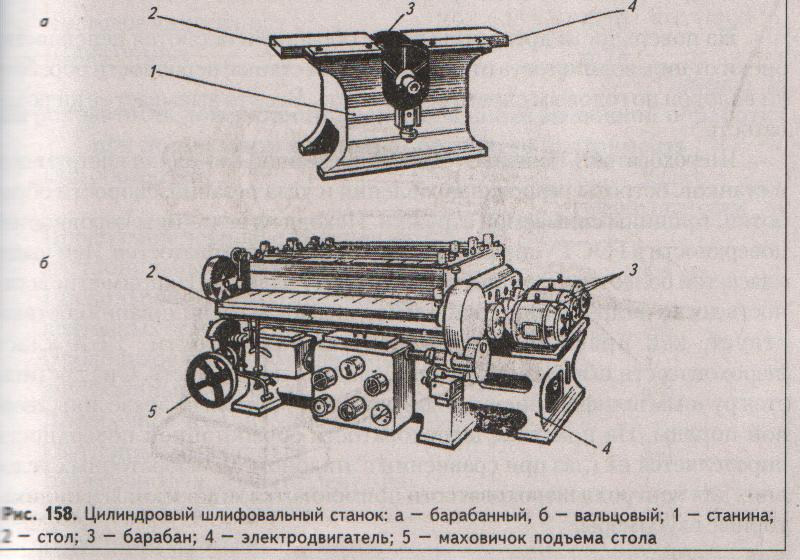 а
2
3
4
1
б
2
3
5
4
Рис. 158. Цилиндровый шлифовальный станок: а — барабанный, б — вальцовый; 1 — станина;
2 — стол; 3 — барабан; 4 — электродвигатель; 5 — маховичок подъема стола